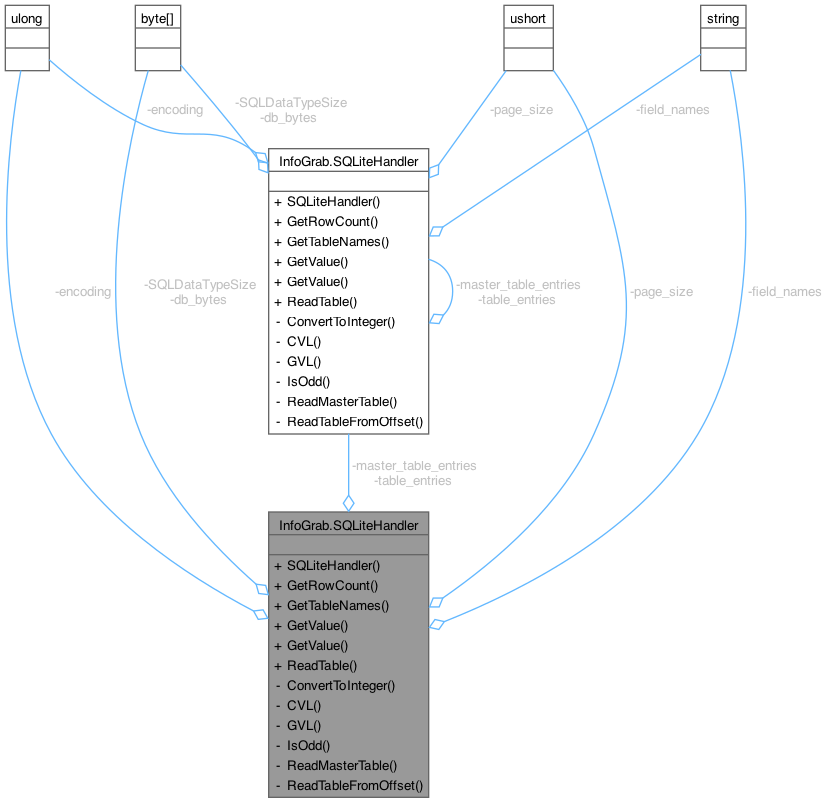 ulong
byte[]
ushort
string
-encoding
-SQLDataTypeSize
-db_bytes
-page_size
-field_names
InfoGrab.SQLiteHandler
+ SQLiteHandler()
+ GetRowCount()
+ GetTableNames()
+ GetValue()
+ GetValue()
+ ReadTable()
- ConvertToInteger()
- CVL()
- GVL()
- IsOdd()
- ReadMasterTable()
- ReadTableFromOffset()
-master_table_entries
-table_entries
-encoding
-SQLDataTypeSize
-db_bytes
-page_size
-field_names
-master_table_entries
-table_entries
InfoGrab.SQLiteHandler
+ SQLiteHandler()
+ GetRowCount()
+ GetTableNames()
+ GetValue()
+ GetValue()
+ ReadTable()
- ConvertToInteger()
- CVL()
- GVL()
- IsOdd()
- ReadMasterTable()
- ReadTableFromOffset()